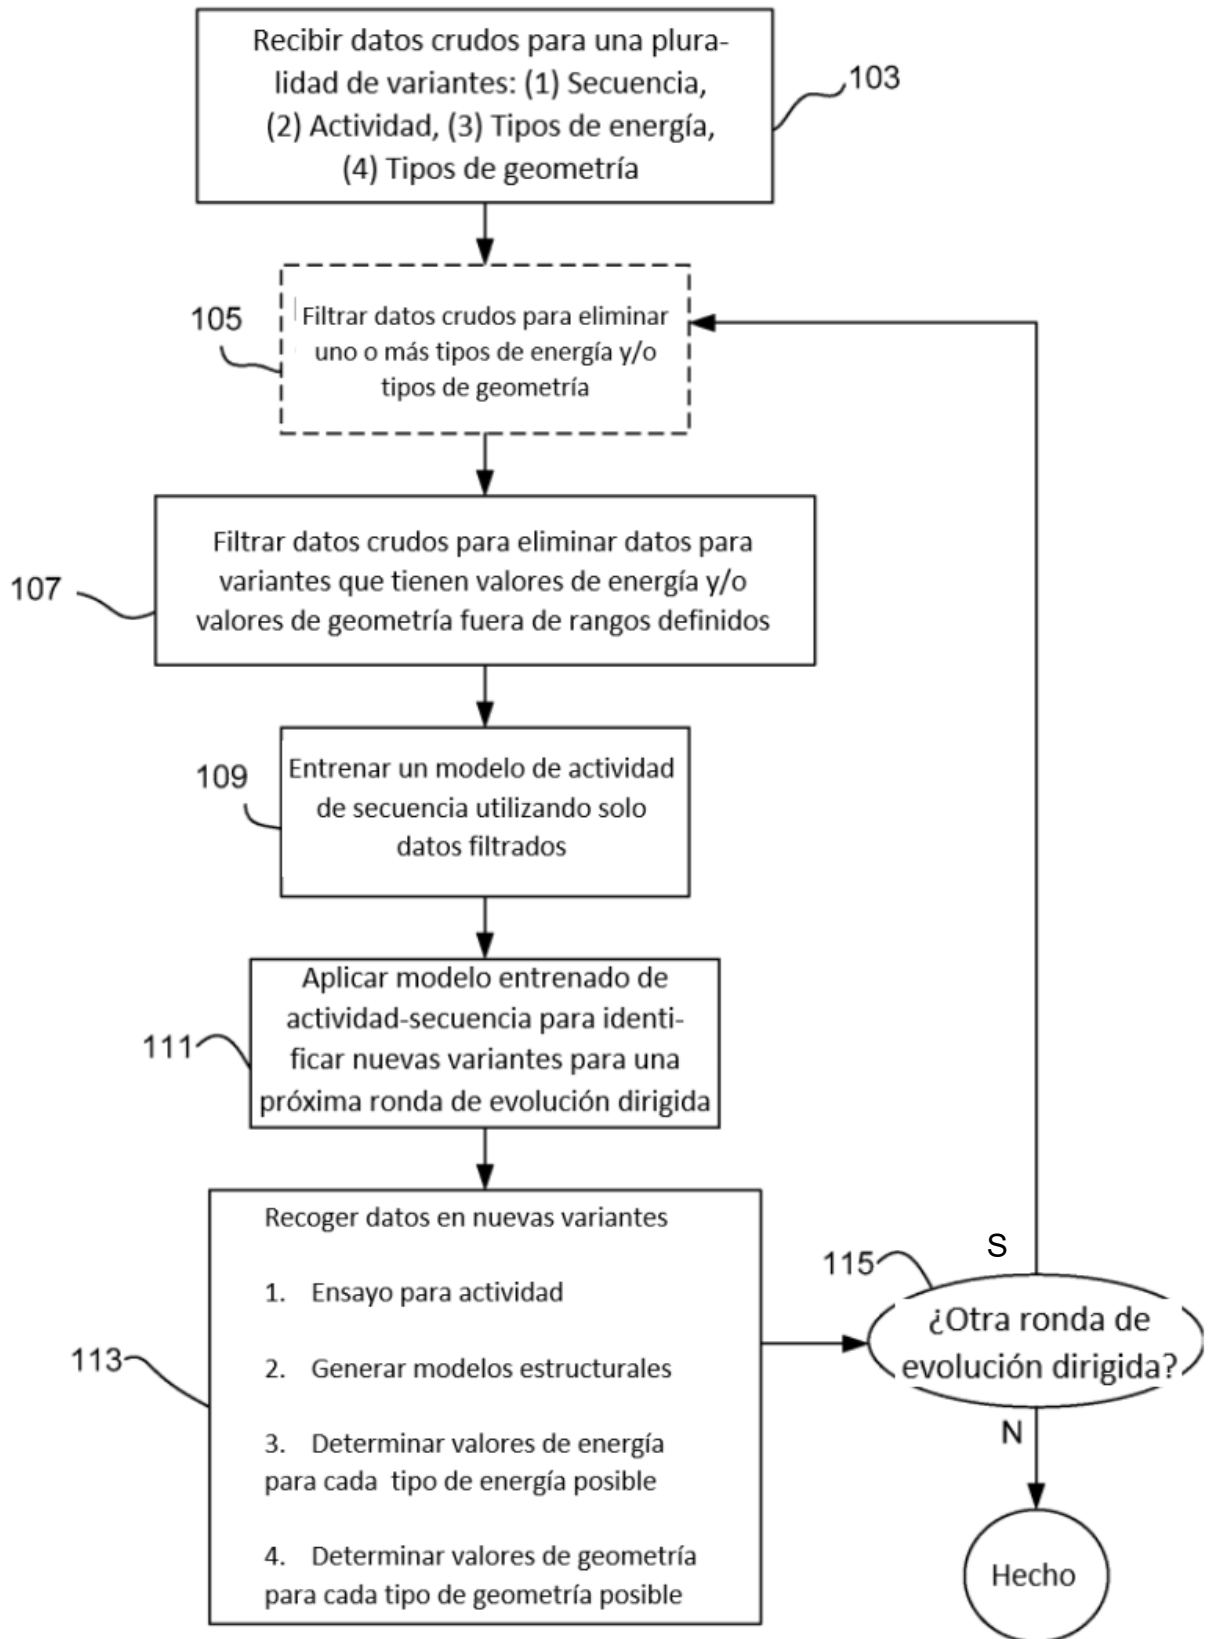 Recibir datos crudos para una plura-
lidad de variantes: (1) Secuencia,
(2) Actividad, (3) Tipos de energía,
(4) Tipos de geometría
103
105
Filtrar datos crudos para eliminar
uno o más tipos de energía y/o
tipos de geometría
107
Filtrar datos crudos para eliminar datos para
variantes que tienen valores de energía y/o
valores de geometría fuera de rangos definidos
109
Entrenar un modelo de actividad
de secuencia utilizando solo
datos filtrados
111
Aplicar modelo entrenado de
actividad-secuencia para identi-
ficar nuevas variantes para una
próxima ronda de evolución dirigida
113
Recoger datos en nuevas variantes
1. Ensayo para actividad
2. Generar modelos estructurales
3. Determinar valores de energía
para cada tipo de energía posible
4. Determinar valores de geometría
para cada tipo de geometría posible
S
115
¿Otra ronda de
evolución dirigida?
N
Hecho